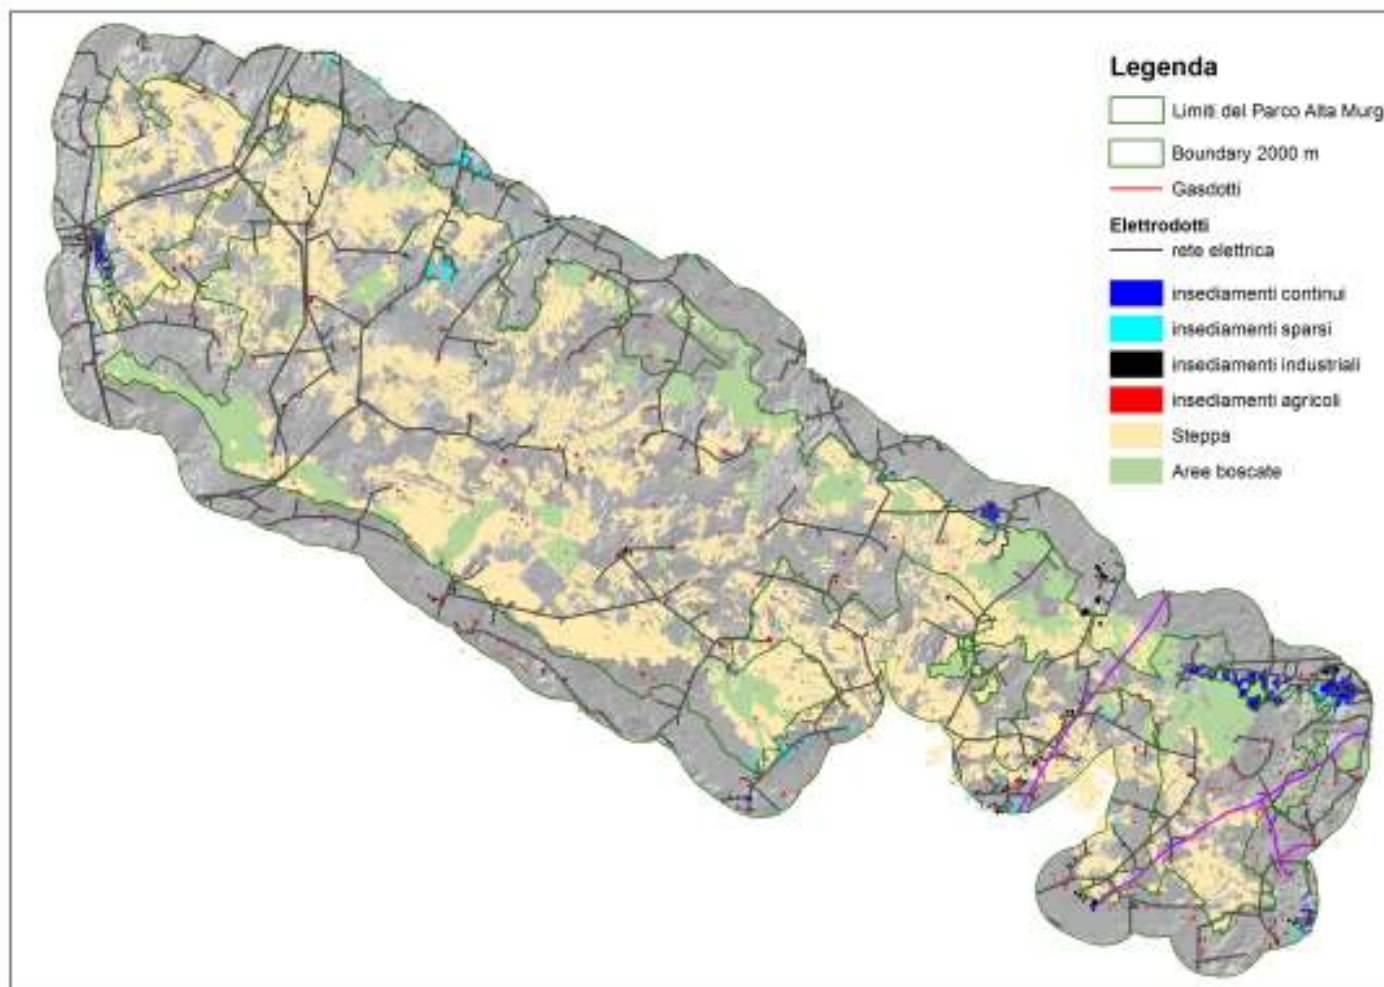 Legenda
Limiti del Parco Alta Murg
Boundary 2000 m
Gasdotti
Elettrodotti
rete elettrica
insediamenti continui
insediamenti sparsi
insediamenti industriali
insediamenti agricoli
Steppa
Aree boscate